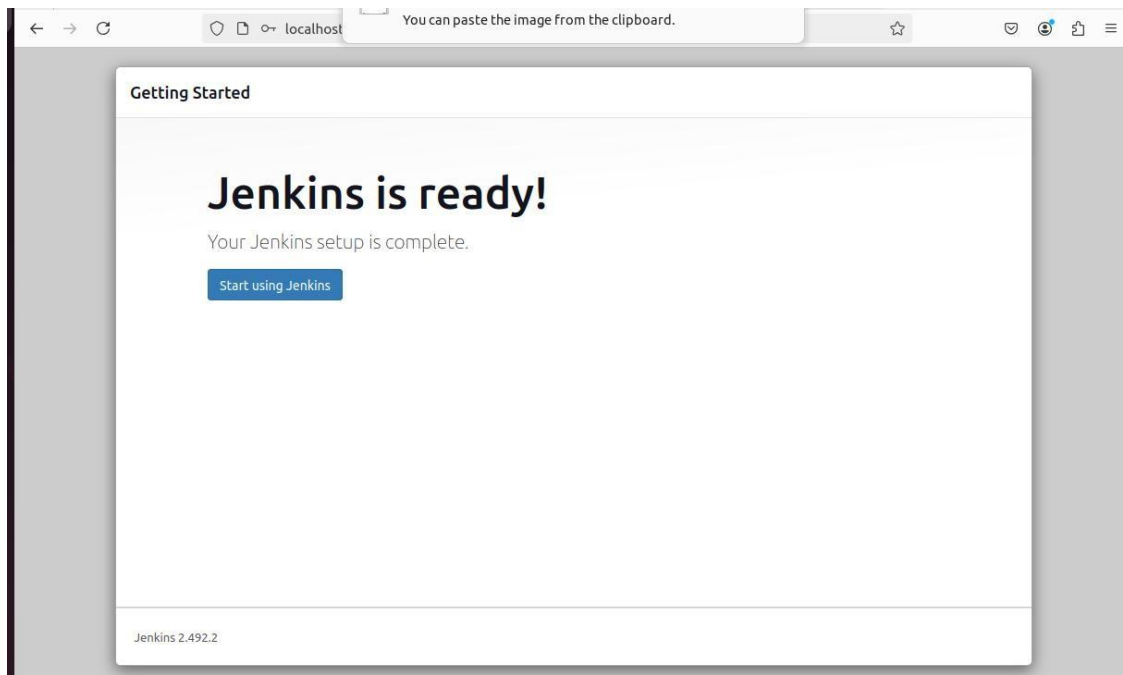 You can paste the image from the clipboard.
localhost
Getting Started
Jenkins is ready!
Your Jenkins setup is complete.
Start using Jenkins
Jenkins 2.492.2